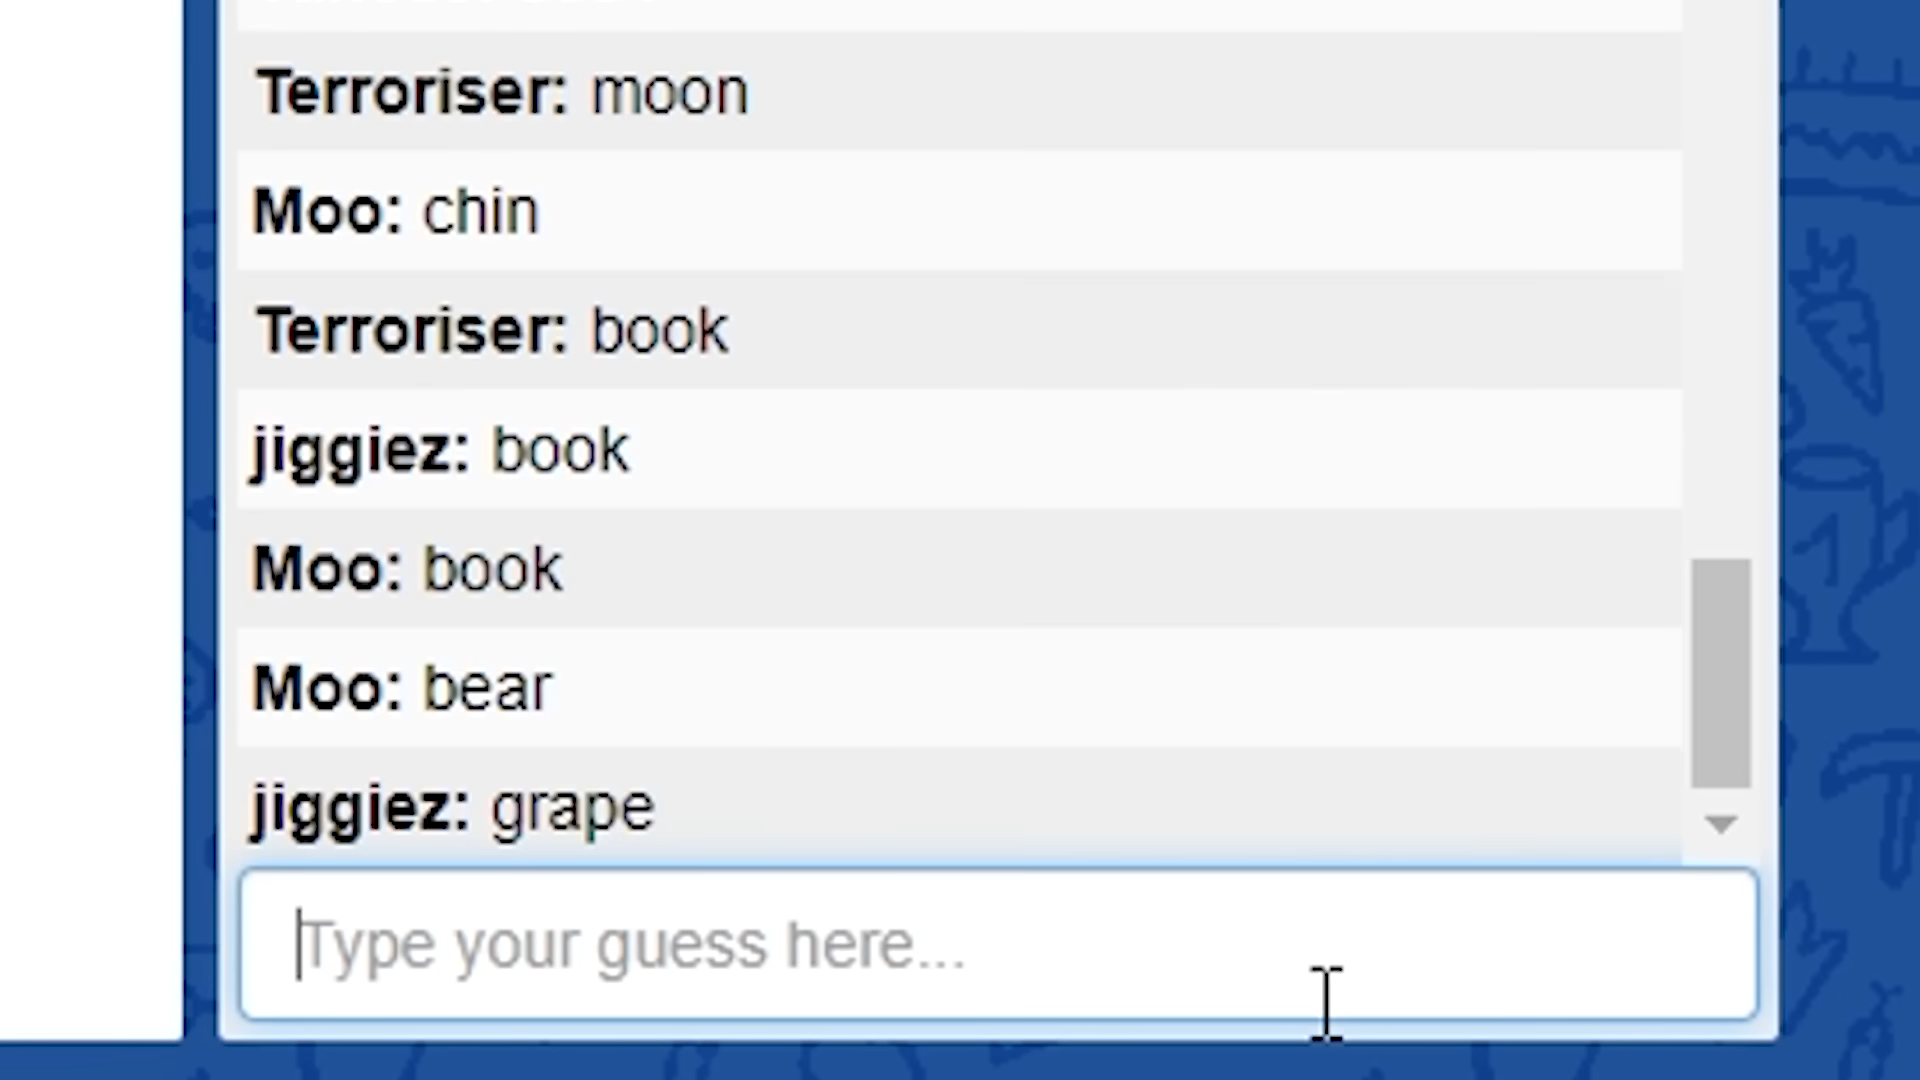 Terroriser: moon
Moo: chin
Terroriser: book
jiggiez: book
Moo: book
Moo: bear
jiggiez: grape
Type your guess here...